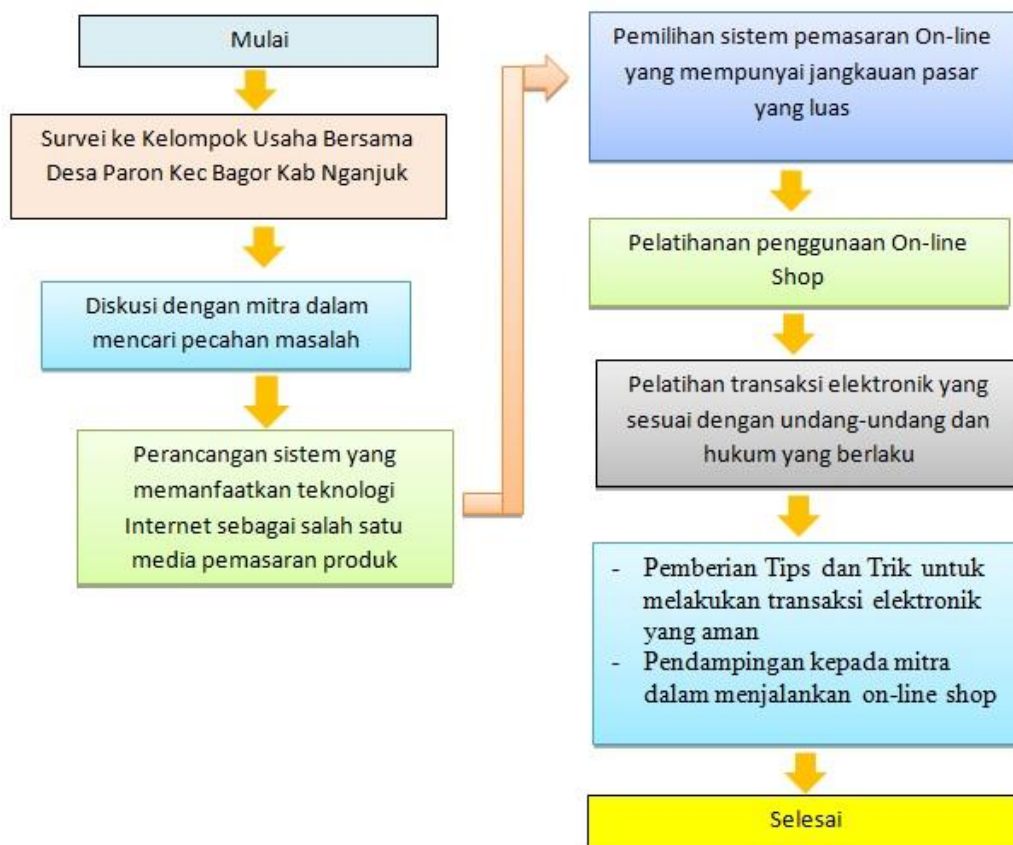 Mulai
Survei ke Kelompok Usaha Bersama
Desa Paron Kec Bagor Kab Nganjuk
Diskusi dengan mitra dalam
mencari pecahan masalah
Perancangan sistem yang
memanfaatkan teknologi
Internet sebagai salah satu
media pemasaran produk
Pemilihan sistem pemasaran On-line
yang mempunyai jangkauan pasar
yang luas
Pelatihanan penggunaan On-line
Shop
Pelatihan transaksi elektronik yang
sesuai dengan undang-undang dan
hukum yang berlaku
- Pemberian Tips dan Trik untuk
melakukan transaksi elektronik
yang aman
- Pendampingan kepada mitra
dalam menjalankan on-line shop
Selesai